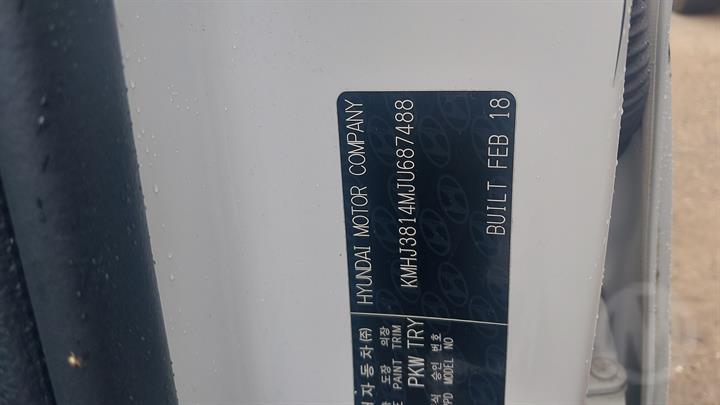 HYUNDAI MOTOR COMPANY
KMHJ3814MJU687488
BUILT FEB 18
자동차(주)
도장 외장
PAINT TRIM
PKW TRY
승인 번호
MODEL NO